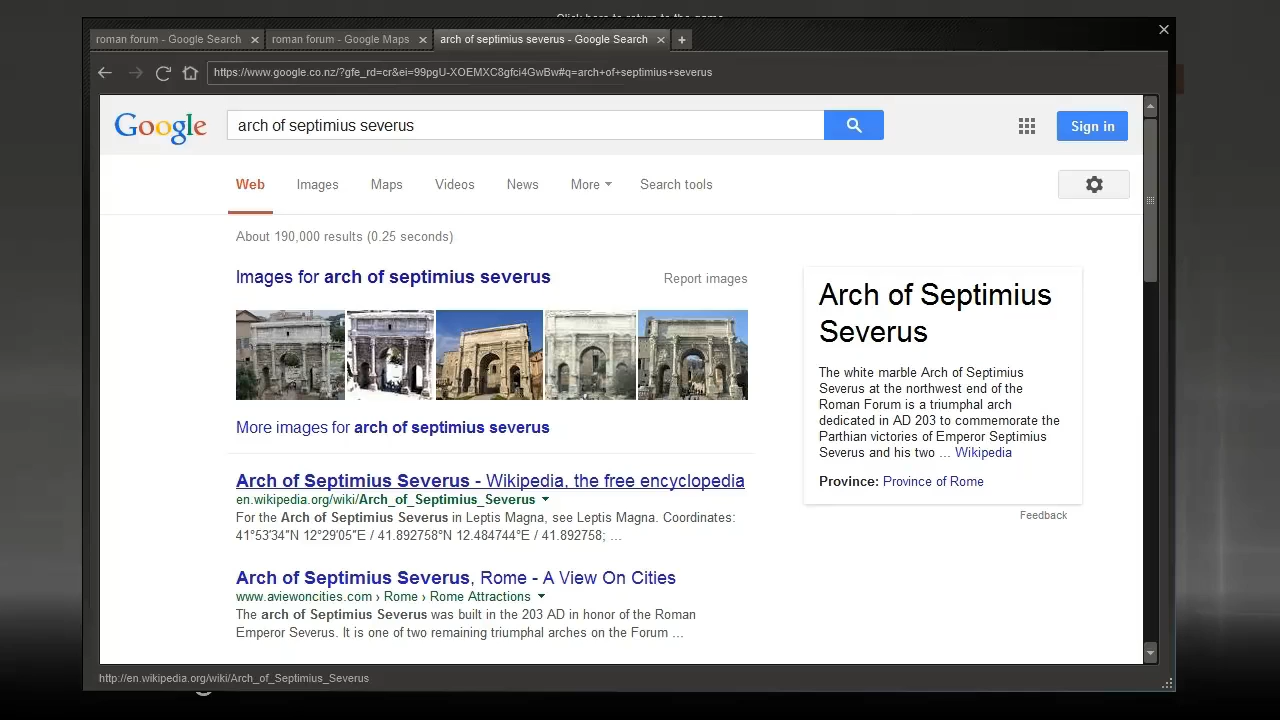 Click here to return to the game
roman forum - Google Search
roman forum - Google Maps
arch of septimius severus - Google Search
https://www.google.co.nz/?gfe_rd=cr&ei=99pgU-XOEMXC8gfci4GwBw#q=arch+of+septimius+severus
Google
arch of septimius severus
Sign in
Web
Images
Maps
Videos
News
More
Search tools
About 190,000 results (0.25 seconds)
Images for arch of septimius severus
Report images
More images for arch of septimius severus
Arch of Septimius Severus - Wikipedia, the free encyclopedia
en.wikipedia.org/wiki/Arch_of_Septimius_Severus
For the Arch of Septimius Severus in Leptis Magna, see Leptis Magna. Coordinates:
41°53′34″N 12°29′05″E / 41.892758°N 12.484744°E / 41.892758; ...
Arch of Septimius Severus, Rome - A View On Cities
www.aviewoncities.com › Rome › Rome Attractions
The arch of Septimius Severus was built in the 203 AD in honor of the Roman
Emperor Severus. It is one of two remaining triumphal arches on the Forum ...
Arch of Septimius
Severus
The white marble Arch of Septimius
Severus at the northwest end of the
Roman Forum is a triumphal arch
dedicated in AD 203 to commemorate the
Parthian victories of Emperor Septimius
Severus and his two ... Wikipedia
Province: Province of Rome
Feedback
http://en.wikipedia.org/wiki/Arch_of_Septimius_Severus